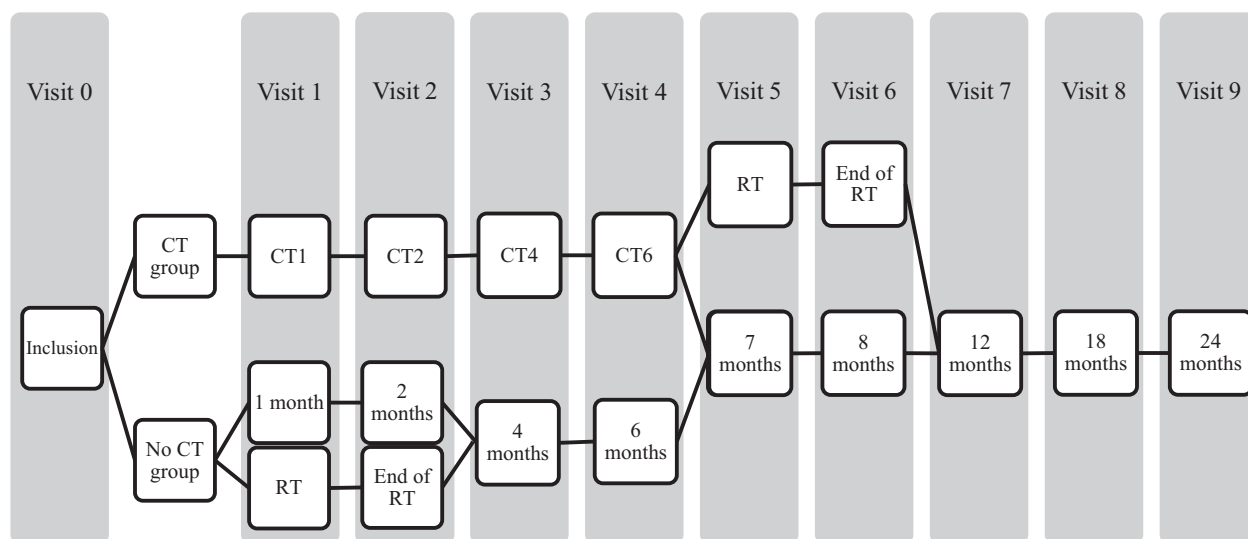 Visit 0
Visit 1
Visit 2
Visit 3
Visit 4
Visit 5
Visit 6
Visit 7
Visit 8
Visit 9
RT
End of
RT
CT
group
CT1
CT2
CT4
CT6
Inclusion
7
months
8
months
12
months
18
months
24
months
1 month
2
months
No CT
group
4
months
6
months
RT
End of
RT